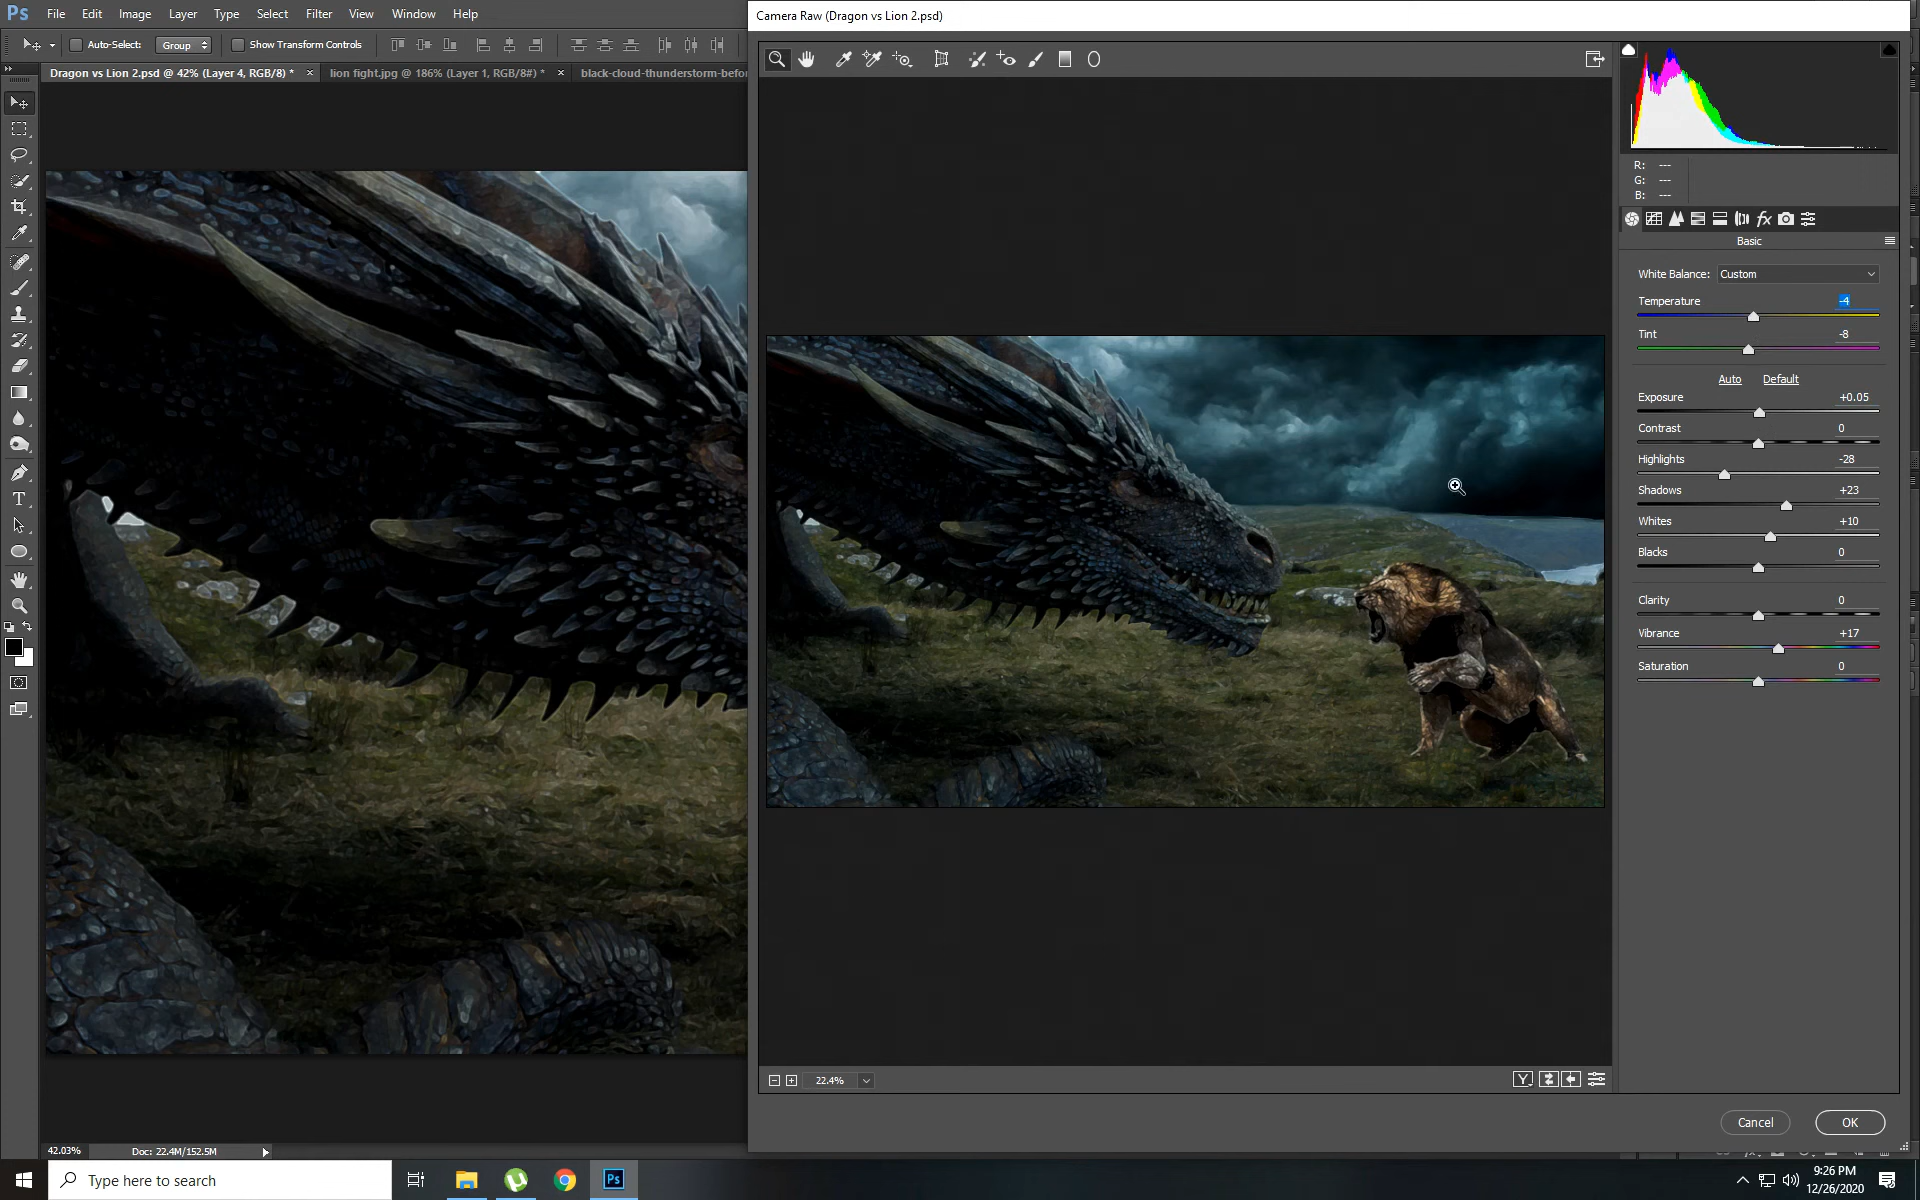 Ps File Edit Image Layer Type Select Filter View Window Help
Auto-Select: Group Show Transform Controls
Dragon vs Lion 2.psd @ 42% (Layer 4, RGB/8) * × lion fight.jpg @ 186% (Layer 1, RGB/8#) * × black-cloud-thunderstorm-befor
Camera Raw (Dragon vs Lion 2.psd)
R: ---
G: ---
B: ---
fx
Basic
White Balance: Custom
Temperature -4
Tint -8
Auto Default
Exposure +0.05
Contrast 0
Highlights -28
Shadows +23
Whites +10
Blacks 0
Clarity 0
Vibrance +17
Saturation 0
T
22.4%
Y
Cancel OK
42.03% Doc: 22.4M/152.5M
Type here to search
Ps
9:26 PM
12/26/2020